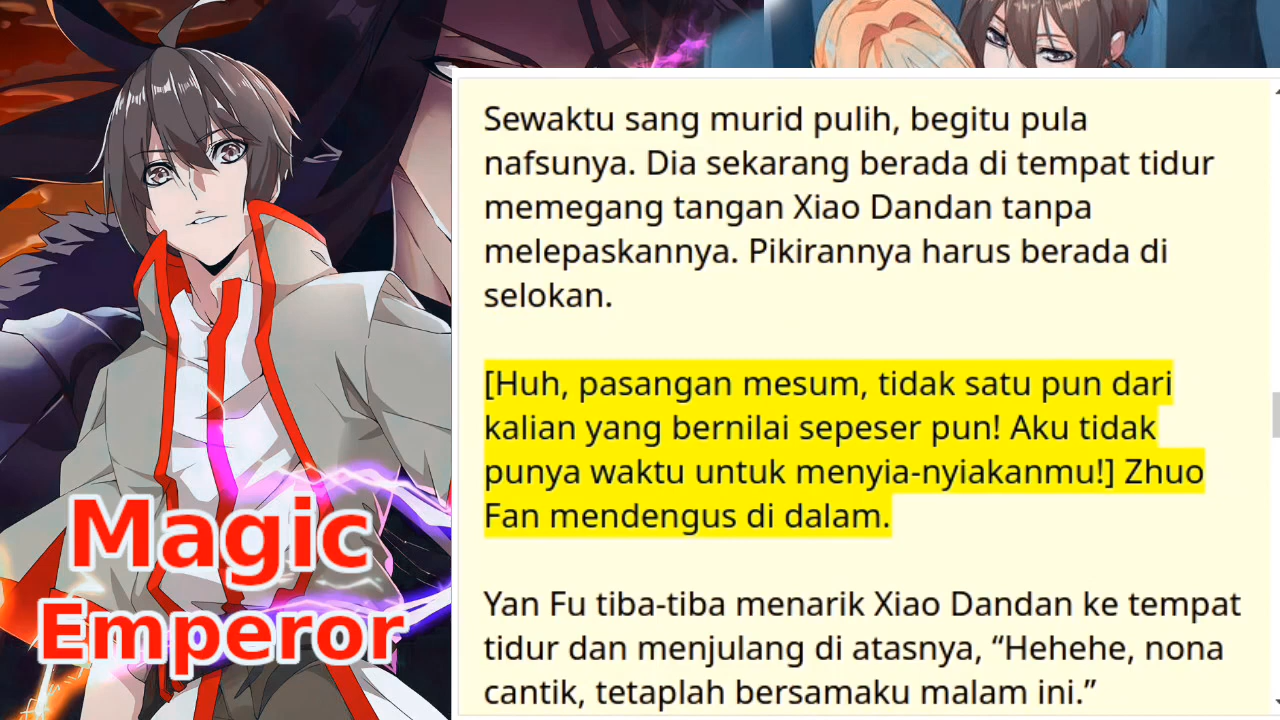 Magic
Emperor
Sewaktu sang murid pulih, begitu pula
nafsunya. Dia sekarang berada di tempat tidur
memegang tangan Xiao Dandan tanpa
melepaskannya. Pikirannya harus berada di
selokan.
[Huh, pasangan mesum, tidak satu pun dari
kalian yang bernilai sepeser pun! Aku tidak
punya waktu untuk menyia-nyiakanmu!] Zhuo
Fan mendengus di dalam.
Yan Fu tiba-tiba menarik Xiao Dandan ke tempat
tidur dan menjulang di atasnya, “Hehehe, nona
cantik, tetaplah bersamaku malam ini.”